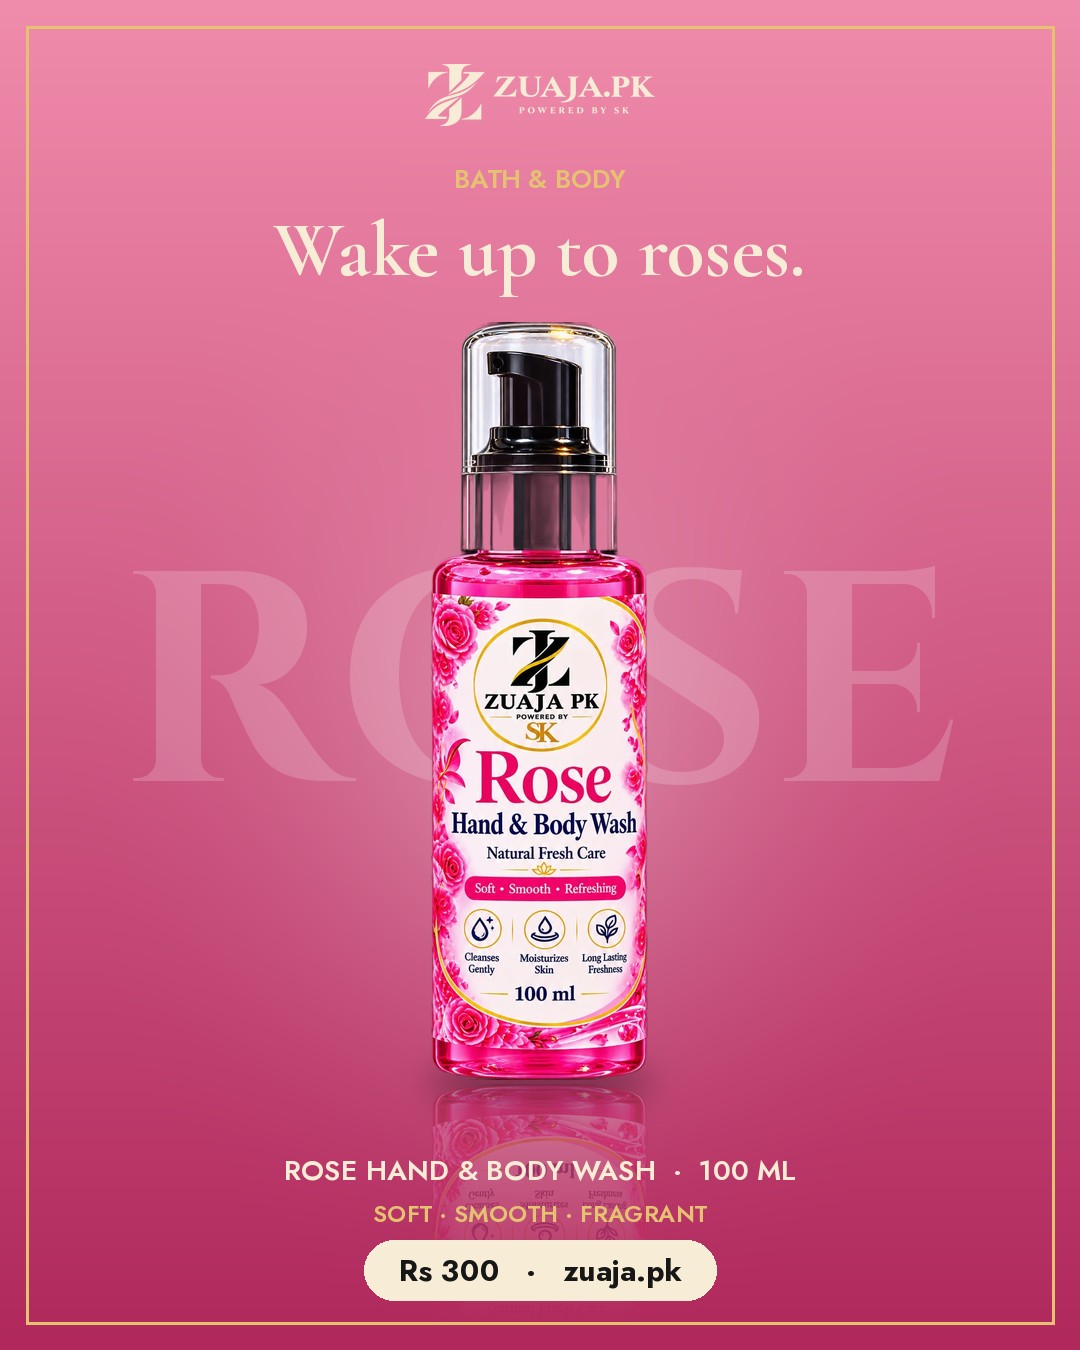 ZUAJA.PK
POWERED BY SK
BATH & BODY
Wake up to roses.
ROSE
ZUAJA PK
POWERED BY
SK
Rose
Hand & Body Wash
Natural Fresh Care
Soft • Smooth • Refreshing
Cleanses Gently
Moisturizes Skin
Long Lasting Freshness
100 ml
ROSE HAND & BODY WASH · 100 ML
SOFT · SMOOTH · FRAGRANT
Rs 300 · zuaja.pk